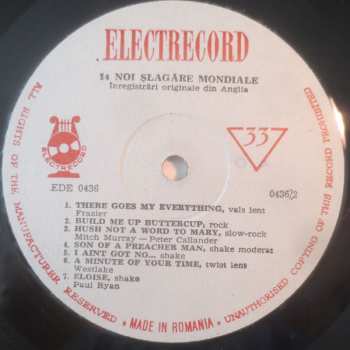 ELECTRECORD
14 NOI ȘLAGĂRE MONDIALE
Înregistrări originale din Anglia
ELECTRECORD
33
EDE 0436
0436/2
1. THERE GOES MY EVERYTHING, vals lent
Frazier
2. BUILD ME UP BUTTERCUP, rock
3. HUSH NOT A WORD TO MARY, slow-rock
Mitch Murray — Peter Callander
4. SON OF A PREACHER MAN, shake moderat
5. I AINT GOT NO... shake
6. A MINUTE OF YOUR TIME, twist lens
Westlake
7. ELOISE, shake
Paul Ryan
ALL RIGHTS OF THE MANUFACTURER RESERVED
★ MADE IN ROMANIA ★
UNAUTHORISED COPYING OF THE RECORD PROHIBITED